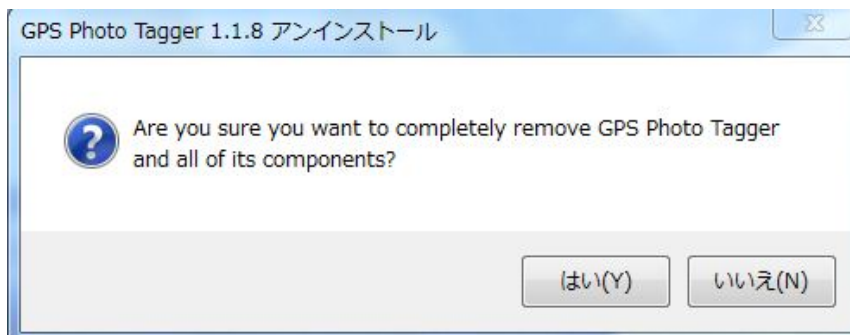 GPS Photo Tagger 1.1.8 アンインストール
Are you sure you want to completely remove GPS Photo Tagger
and all of its components?
はい(Y) いいえ(N)